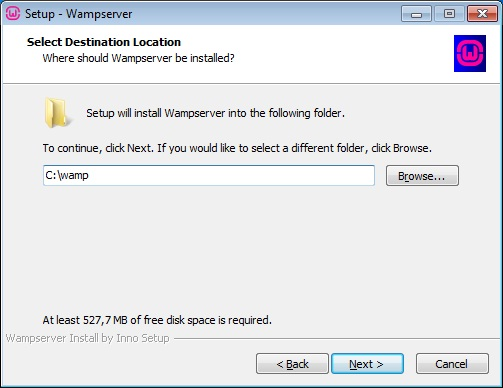 Setup - Wampserver
Select Destination Location
Where should Wampserver be installed?
Setup will install Wampserver into the following folder.
To continue, click Next. If you would like to select a different folder, click Browse.
C:\wamp
Browse...
At least 527,7 MB of free disk space is required.
Wampserver Install by Inno Setup
< Back
Next >
Cancel